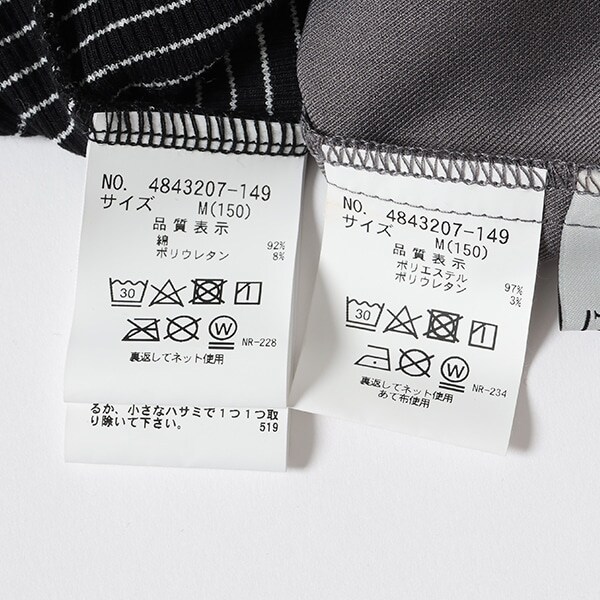 NO. 4843207-149
サイズ M(150)
品質表示
綿 92%
ポリウレタン 8%
30
W
NR-228
裏返してネット使用
るか、小さなハサミで1つ1つ取
り除いて下さい。 519
NO. 4843207-149
サイズ M(150)
品質表示
ポリエステル 97%
ポリウレタン 3%
30
W
NR-234
裏返してネット使用
あて布使用